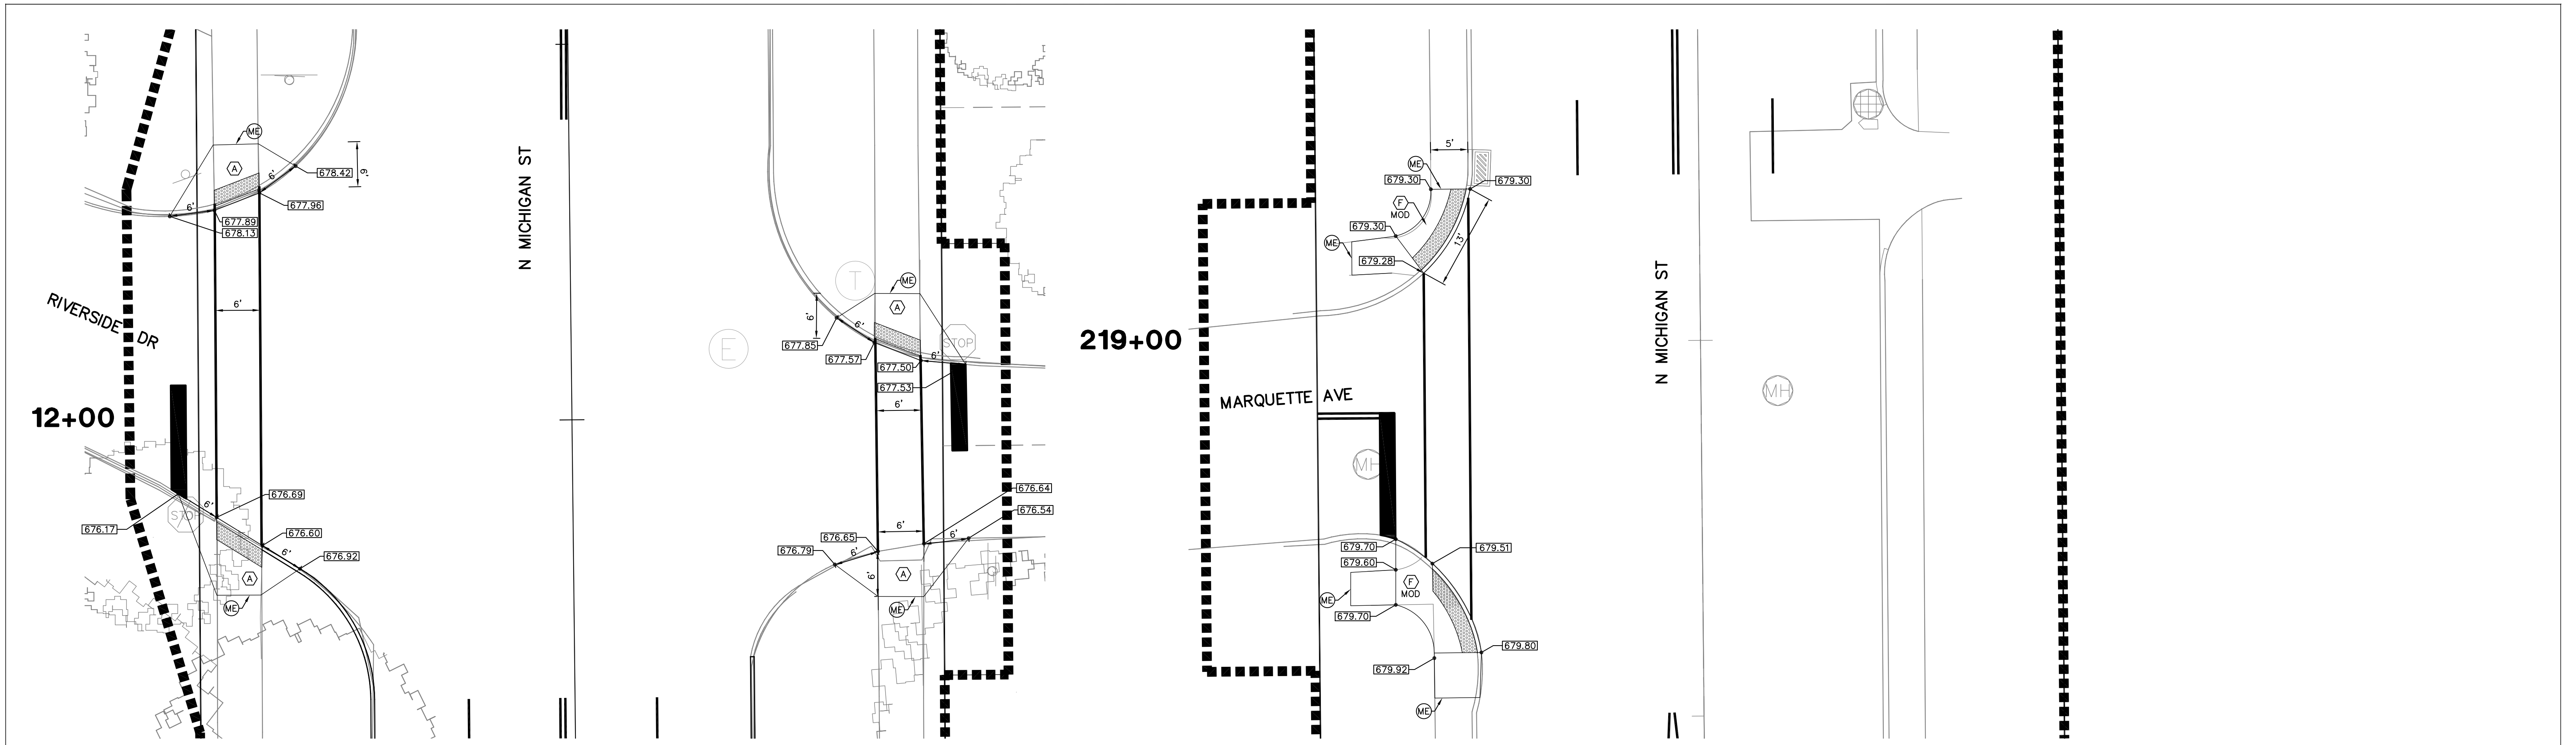 ME
A
6'
678.42
6'
6'
677.96
677.89
678.13
6'
RIVERSIDE DR
12+00
N MICHIGAN ST
676.69
6'
STOP
676.17
676.60
6'
676.92
A
ME
T
E
ME
A
6'
6'
677.85
677.57
STOP
6'
677.50
677.53
6'
676.64
676.54
6'
676.65
6'
676.79
6'
6'
A
ME
219+00
5'
ME
679.30
679.30
F
MOD
679.30
ME
13'
679.28
MARQUETTE AVE
MH
679.70
679.51
679.60
F
MOD
ME
679.70
679.80
679.92
ME
N MICHIGAN ST
MH